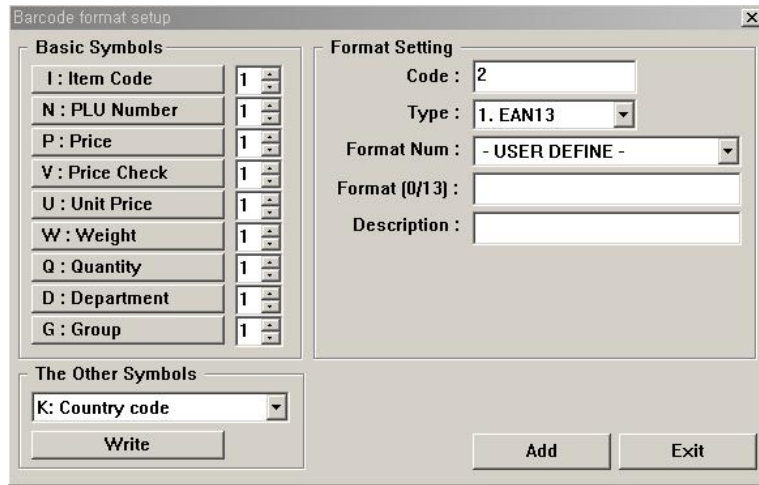 Barcode format setup
Basic Symbols
I : Item Code 1
N : PLU Number 1
P : Price 1
V : Price Check 1
U : Unit Price 1
W : Weight 1
Q : Quantity 1
D : Department 1
G : Group 1
The Other Symbols
K: Country code
Write
Format Setting
Code : 2
Type : 1. EAN13
Format Num : - USER DEFINE -
Format (0/13) :
Description :
Add Exit